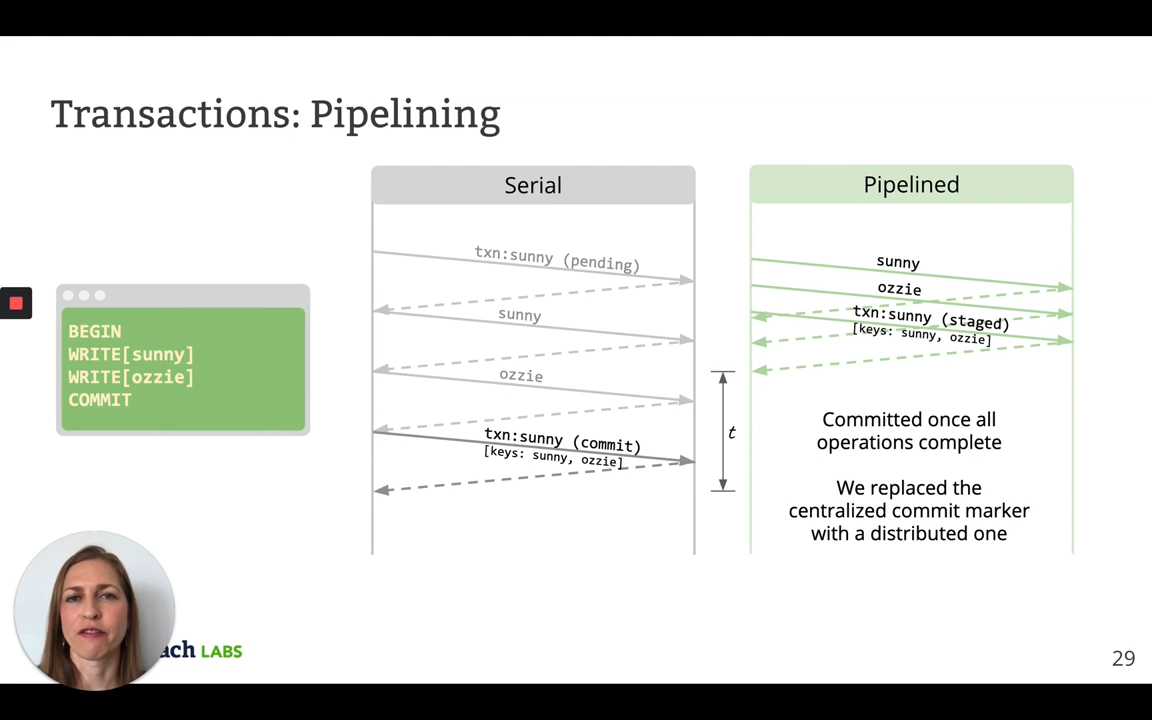 Transactions: Pipelining
BEGIN
WRITE[sunny]
WRITE[ozzie]
COMMIT
Serial
txn:sunny (pending)
sunny
ozzie
txn:sunny (commit)
[keys: sunny, ozzie]
t
Pipelined
sunny
ozzie
txn:sunny (staged)
[keys: sunny, ozzie]
Committed once all
operations complete
We replaced the
centralized commit marker
with a distributed one
LABS
29